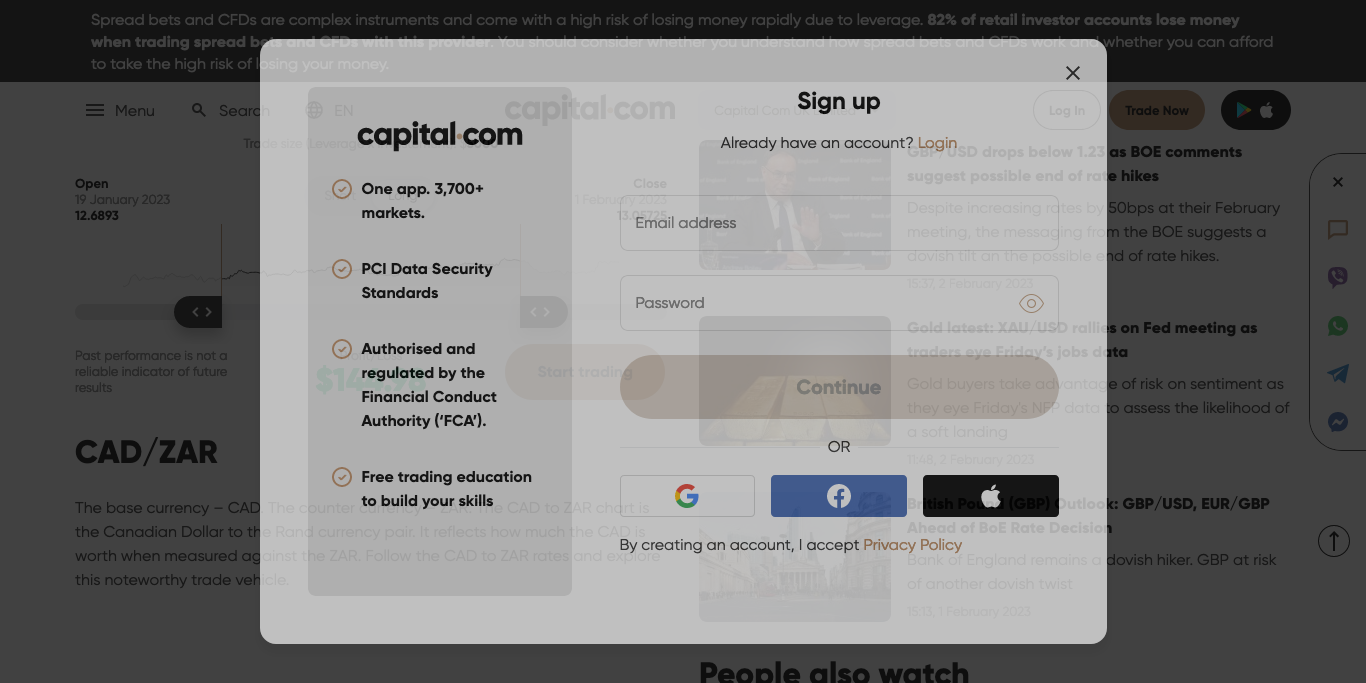 Spread bets and CFDs are complex instruments and come with a high risk of losing money rapidly due to leverage. 82% of retail investor accounts lose money
when trading spread bets and CFDs with this provider. You should consider whether you understand how spread bets and CFDs work and whether you can afford
to take the high risk of losing your money.
Menu
Search
EN
capital.com
Capital Com UK
Log In
Trade Now
Trade size
Open
19 January 2023
12.6893
Close
1 February 2023
13.05725
Past performance is not a
reliable indicator of future
results
Start trading
CAD/ZAR
The base currency – CAD. The counter currency – ZAR. The CAD to ZAR chart is
the Canadian Dollar to the Rand currency pair. It reflects how much the CAD is
worth when measured against the ZAR. Follow the CAD to ZAR rates and explore
this noteworthy trade vehicle.
capital.com
One app. 3,700+
markets.
PCI Data Security
Standards
Authorised and
regulated by the
Financial Conduct
Authority (‘FCA’).
Free trading education
to build your skills
Sign up
Already have an account? Login
Email address
Password
Continue
OR
By creating an account, I accept Privacy Policy
GBP/USD drops below 1.23 as BOE comments
suggest possible end of rate hikes
Despite increasing rates by 50bps at their February
meeting, the messaging from the BOE suggests a
dovish tilt an the possible end of rate hikes.
15:37, 2 February 2023
Gold latest: XAU/USD rallies on Fed meeting as
traders eye Friday’s jobs data
Gold buyers take advantage of risk on sentiment as
they eye Friday's NFP data to assess the likelihood of
a soft landing
11:48, 2 February 2023
British Pound (GBP) Outlook: GBP/USD, EUR/GBP
Ahead of BoE Rate Decision
Bank of England remains a dovish hiker. GBP at risk
of another dovish twist
15:13, 1 February 2023
People also watch